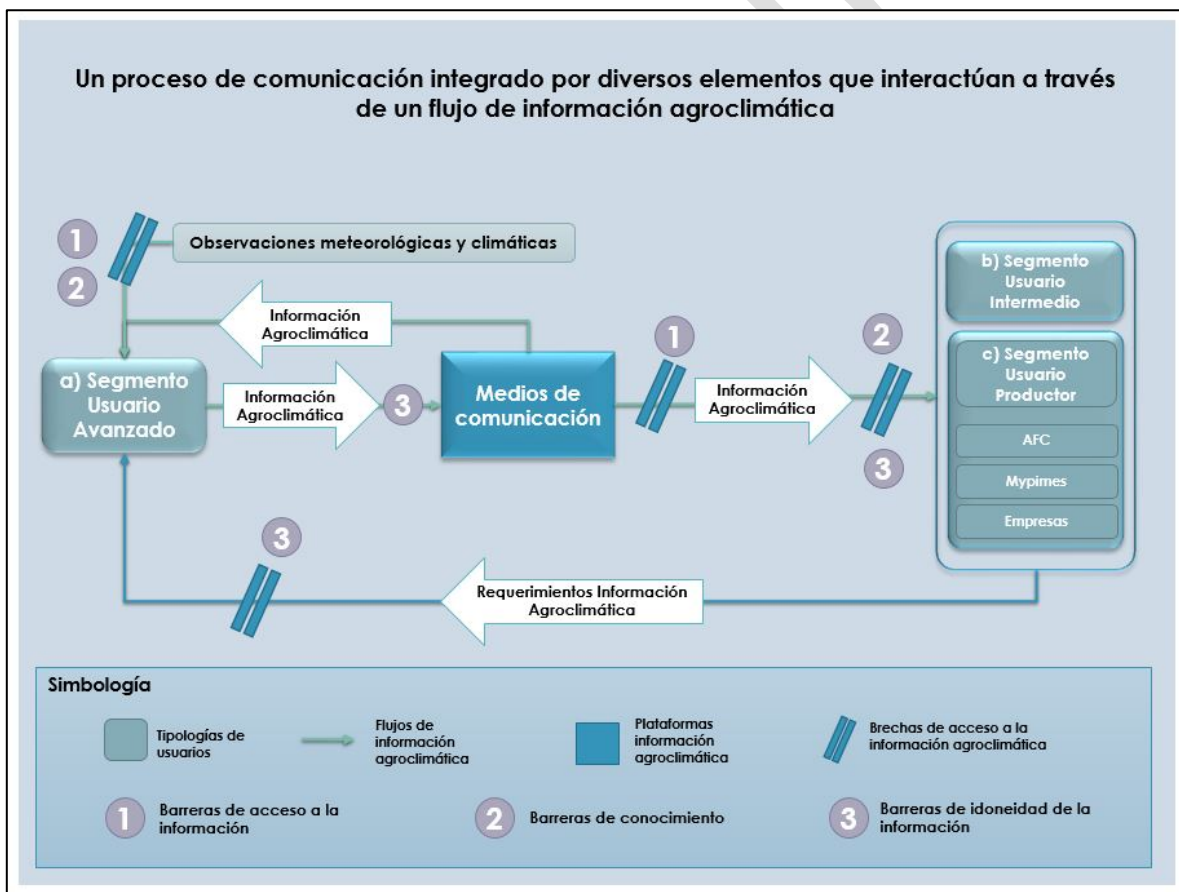 Un proceso de comunicación integrado por diversos elementos que interactúan a través
de un flujo de información agroclimática
1
2
Observaciones meteorológicas y climáticas
Información
Agroclimática
a) Segmento
Usuario
Avanzado
Información
Agroclimática
3
Medios de
comunicación
1
Información
Agroclimática
2
3
b) Segmento
Usuario
Intermedio
c) Segmento
Usuario
Productor
AFC
Mypimes
Empresas
3
Requerimientos Información
Agroclimática
Simbología
Tipologías de
usuarios
Flujos de
información
agroclimática
Plataformas
información
agroclimática
Brechas de acceso a la
información agroclimática
1
Barreras de acceso a la
información
2
Barreras de conocimiento
3
Barreras de idoneidad de la
información